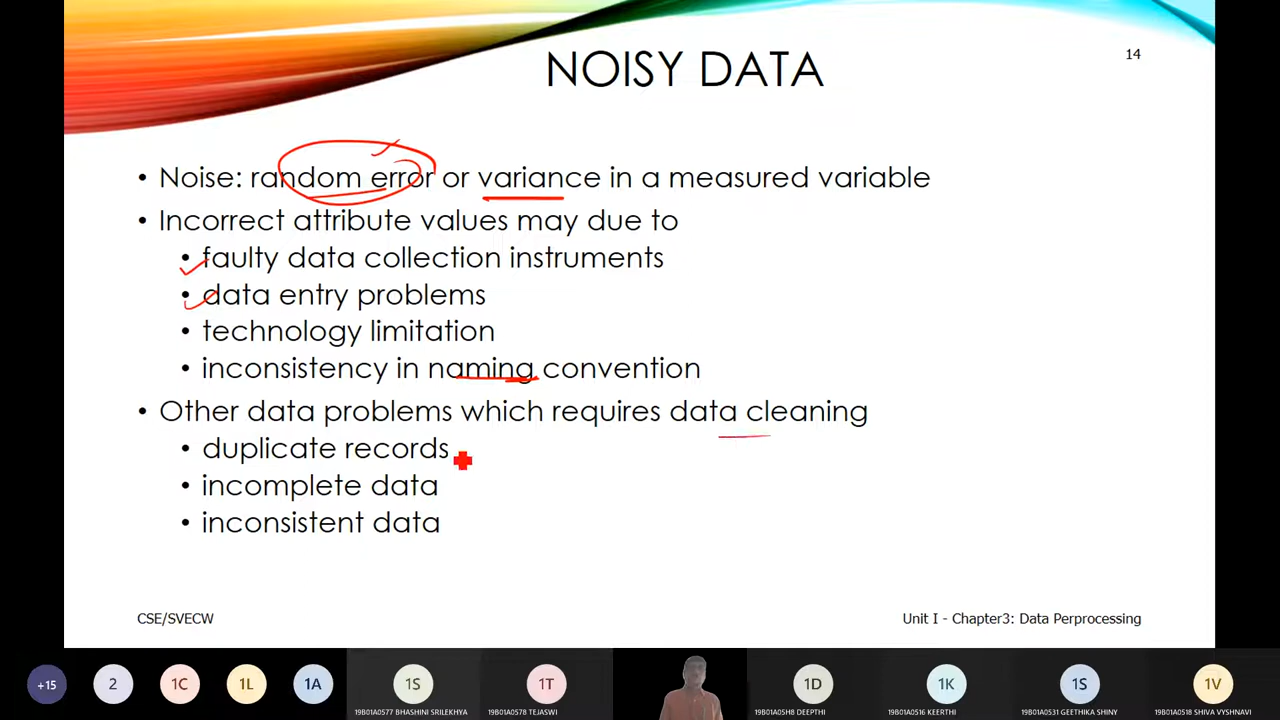 NOISY DATA
14
• Noise: random error or variance in a measured variable
• Incorrect attribute values may due to
• faulty data collection instruments
• data entry problems
• technology limitation
• inconsistency in naming convention
• Other data problems which requires data cleaning
• duplicate records
• incomplete data
• inconsistent data
CSE/SVECW
Unit I - Chapter3: Data Perprocessing
+15
2
1C
1L
1A
1S
1T
1D
1K
1S
1V
19B01A0577 BHASHINI SRILEKHYA
19B01A0578 TEJASWI
19B01A05H8 DEEPTHI
19B01A0516 KEERTHI
19B01A0531 GEETHIKA SHINY
19B01A0518 SHIVA VYSHNAVI